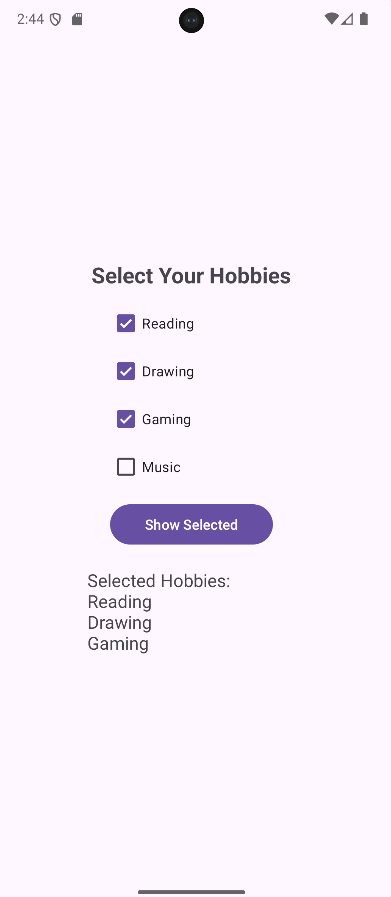 2:44
Select Your Hobbies
Reading
Drawing
Gaming
Music
Show Selected
Selected Hobbies:
Reading
Drawing
Gaming